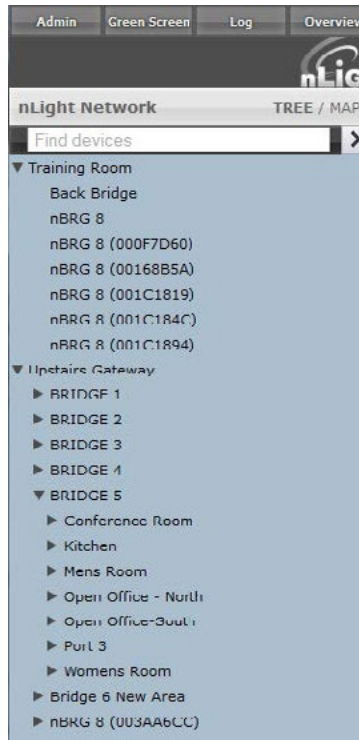 Admin Green Screen Log Overview
nLig
nLight Network TREE / MAP
Find devices
Training Room
Back Bridge
nBRG 8
nBRG 8 (000F7D60)
nBRG 8 (00168B5A)
nBRG 8 (001C1819)
nBRG 8 (001C184C)
nBRG 8 (001C1894)
Upstairs Gateway
BRIDGE 1
BRIDGE 2
BRIDGE 3
BRIDGE 4
BRIDGE 5
Conference Room
Kitchen
Mens Room
Open Office - North
Open Office-South
Port 3
Womens Room
Bridge 6 New Area
nBRG 8 (003AA6CC)